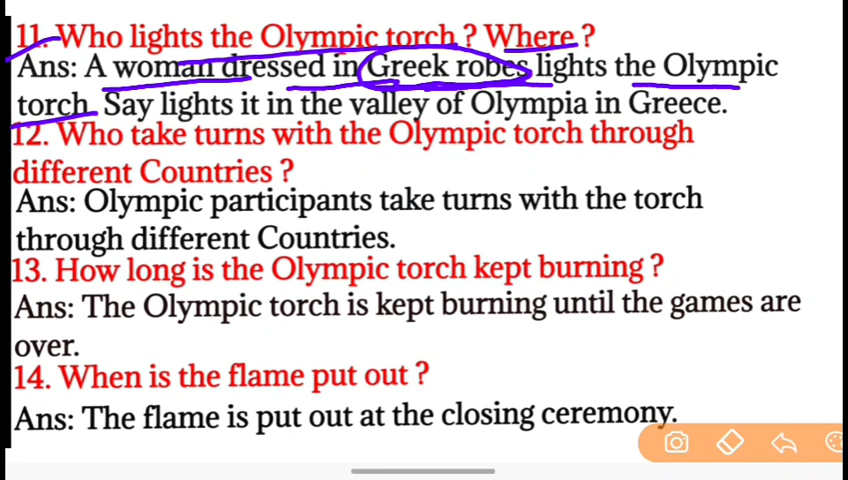 11. Who lights the Olympic torch ? Where ?
Ans: A woman dressed in Greek robes lights the Olympic
torch. Say lights it in the valley of Olympia in Greece.
12. Who take turns with the Olympic torch through
different Countries ?
Ans: Olympic participants take turns with the torch
through different Countries.
13. How long is the Olympic torch kept burning ?
Ans: The Olympic torch is kept burning until the games are
over.
14. When is the flame put out ?
Ans: The flame is put out at the closing ceremony.